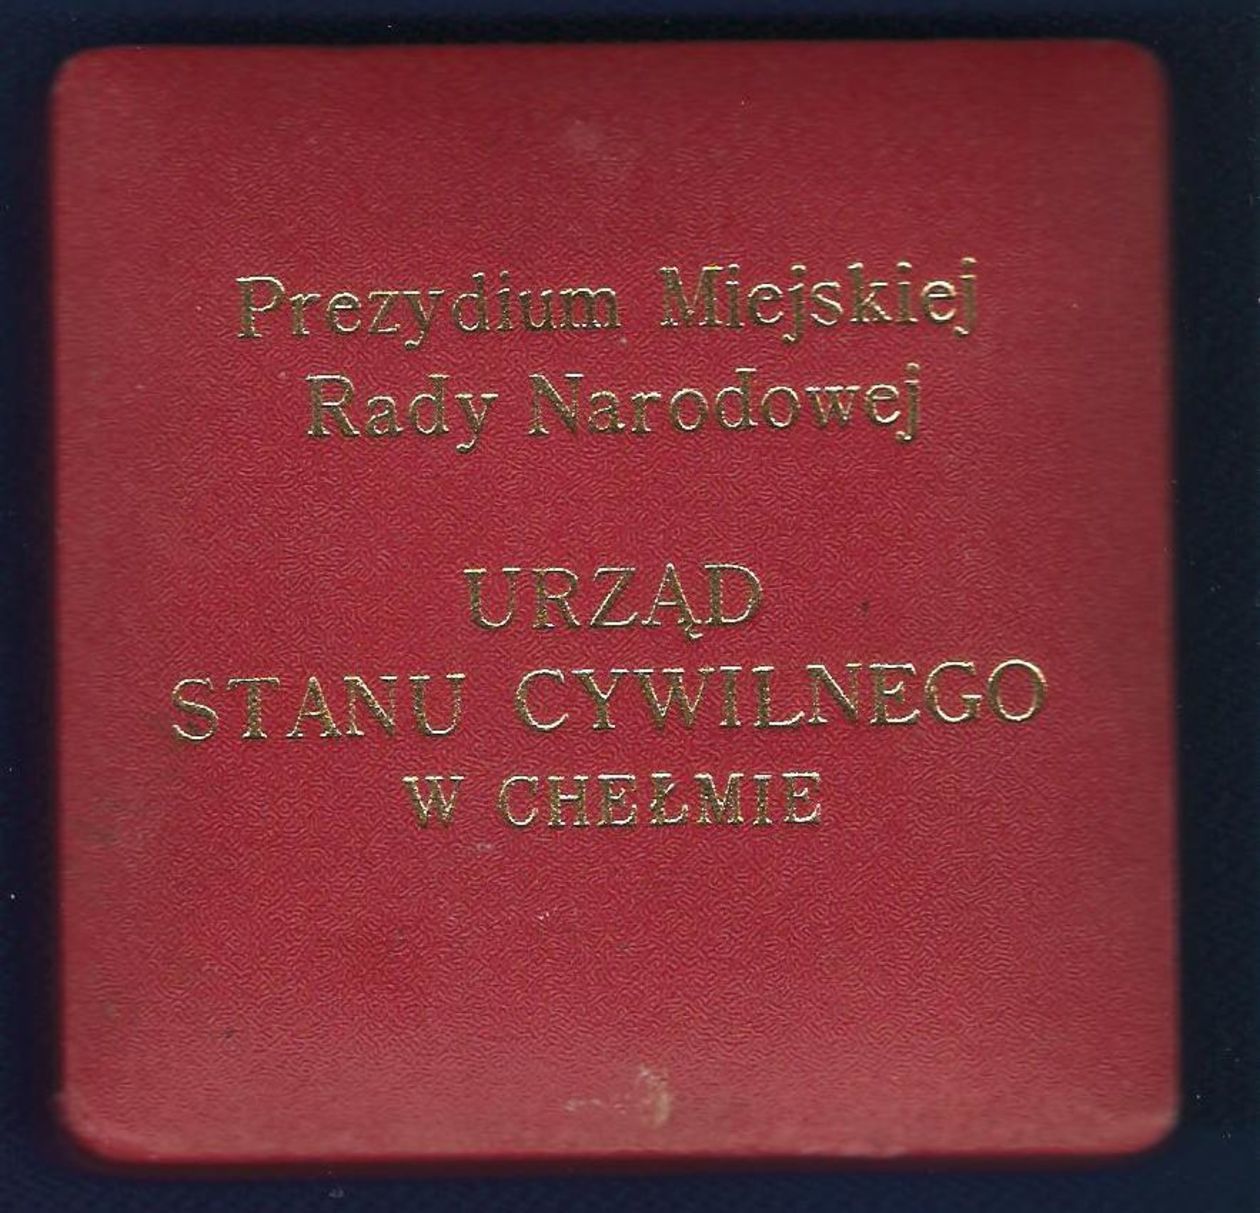 Prezydium Miejskiej
Rady Narodowej
URZĄD
STANU CYWILNEGO
W CHEŁMIE